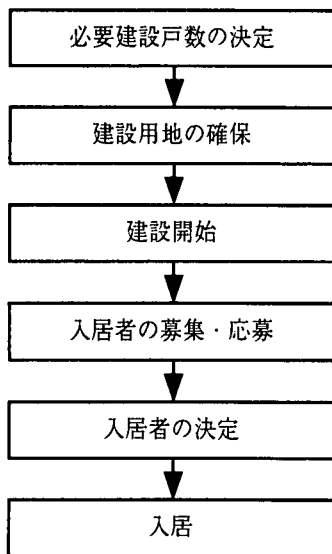 必要建設戸数の決定
建設用地の確保
建設開始
入居者の募集・応募
入居者の決定
入居